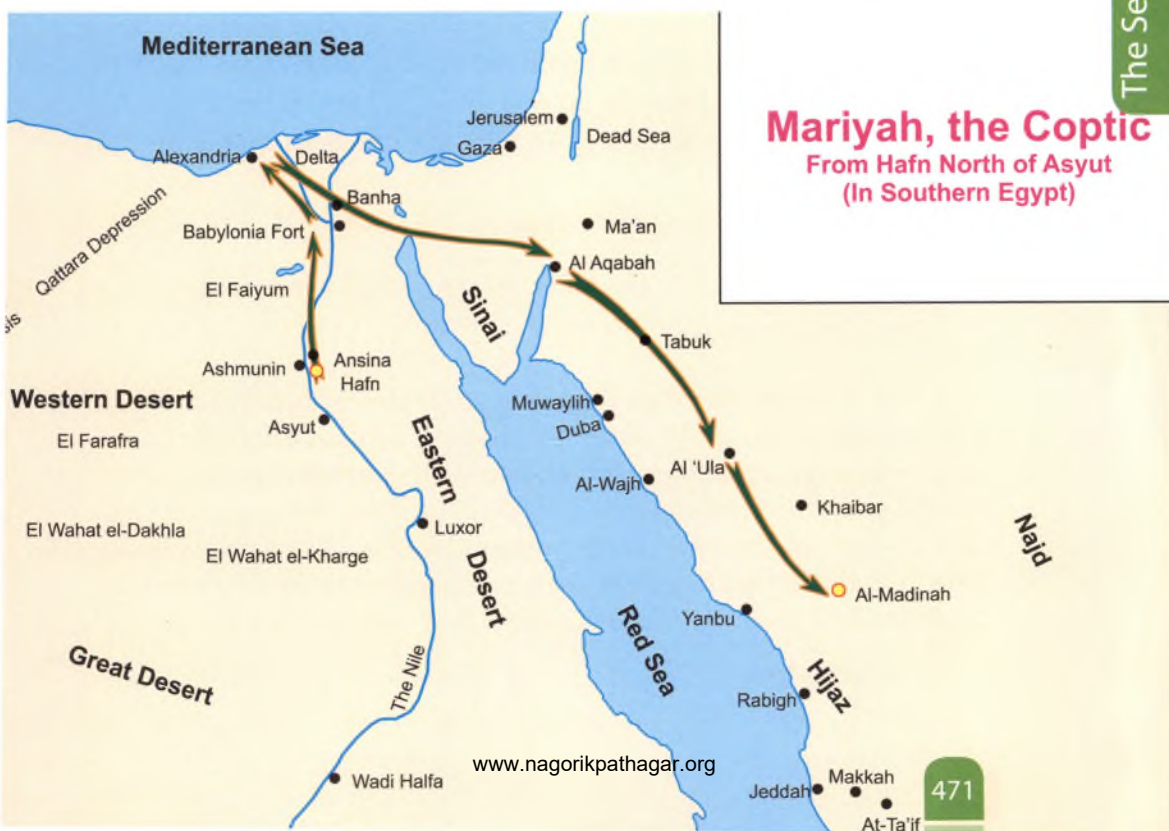 The Se
Mariyah, the Coptic
From Hafn North of Asyut
(In Southern Egypt)
Mediterranean Sea
Jerusalem
Dead Sea
Gaza
Alexandria
Delta
Banha
Babylonia Fort
Ma'an
Al Aqabah
Qattara Depression
sis
El Faiyum
Sinai
Tabuk
Ashmunin
Ansina
Hafn
Western Desert
El Farafra
Asyut
Muwaylih
Duba
Eastern
Desert
Al 'Ula
Al-Wajh
Khaibar
Luxor
El Wahat el-Dakhla
El Wahat el-Kharge
Najd
Al-Madinah
Yanbu
Red Sea
Hijaz
Great Desert
The Nile
Rabigh
www.nagorikpathagar.org
Wadi Halfa
Jeddah
Makkah
At-Ta'if
471